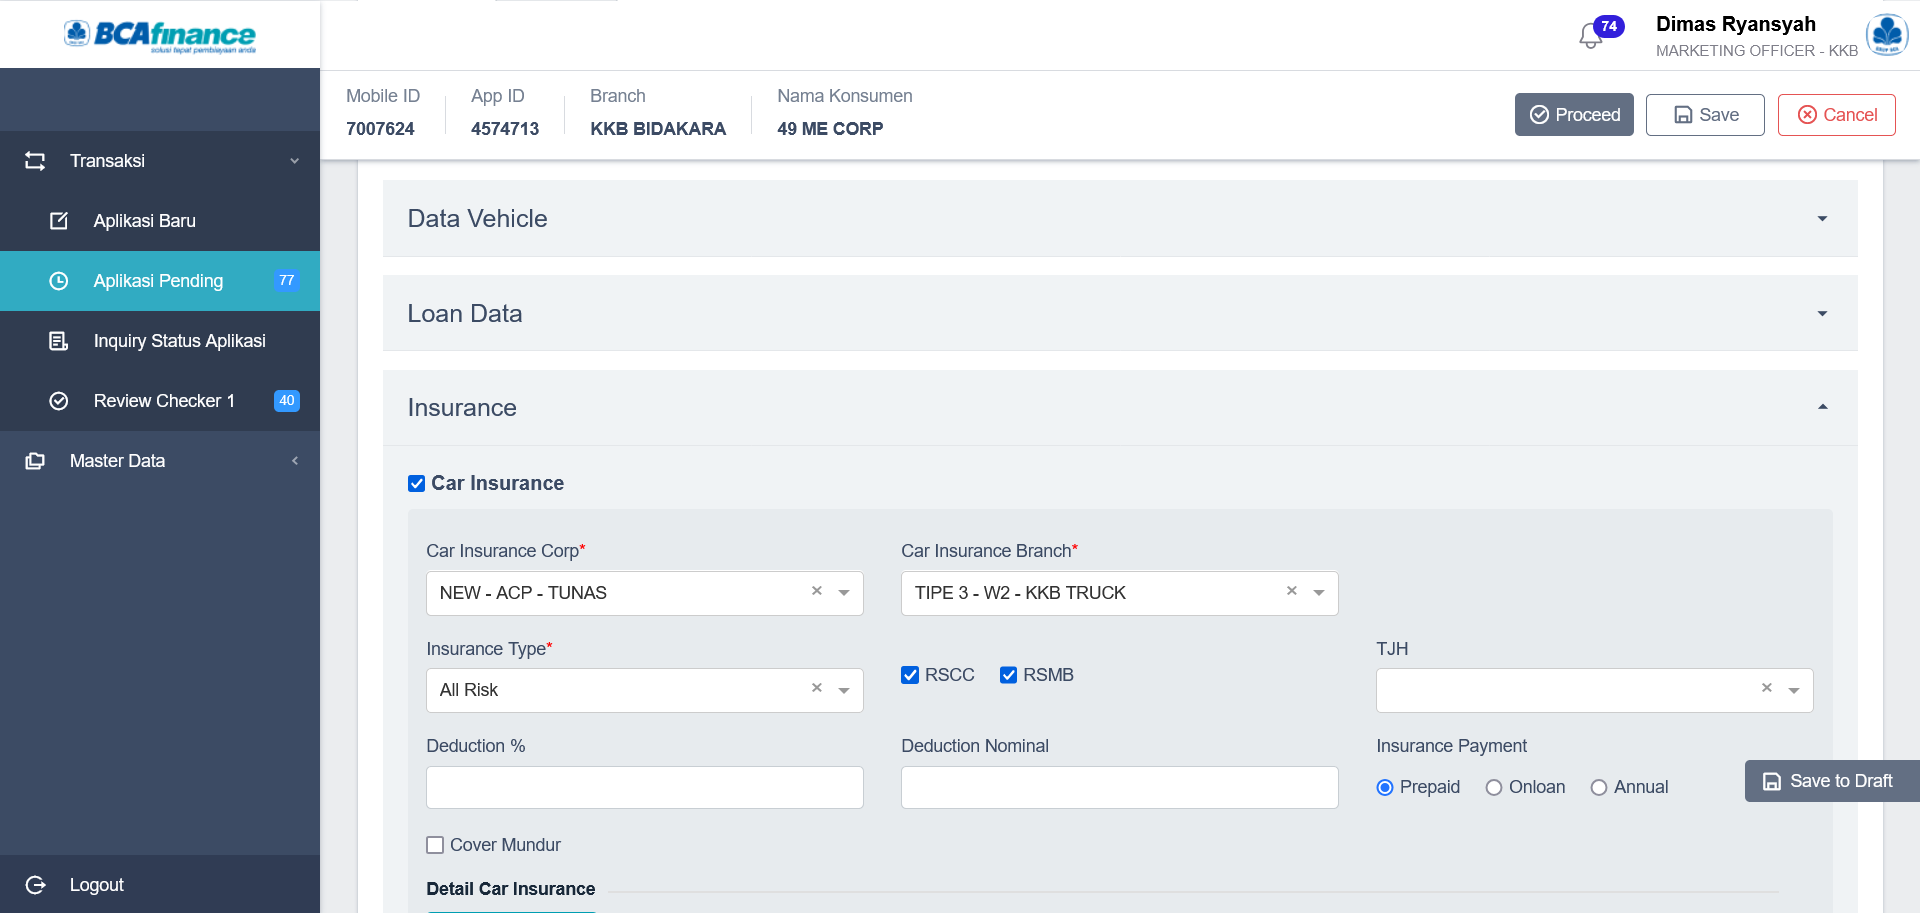 BCAfinance
solusi tepat pembiayaan anda
74
Dimas Ryansyah
MARKETING OFFICER - KKB
Mobile ID
7007624
App ID
4574713
Branch
KKB BIDAKARA
Nama Konsumen
49 ME CORP
Proceed
Save
Cancel
Transaksi
Aplikasi Baru
Aplikasi Pending
77
Inquiry Status Aplikasi
Review Checker 1
40
Master Data
Logout
Data Vehicle
Loan Data
Insurance
Car Insurance
Car Insurance Corp*
NEW - ACP - TUNAS
Car Insurance Branch*
TIPE 3 - W2 - KKB TRUCK
Insurance Type*
All Risk
RSCC
RSMB
TJH
Deduction %
Deduction Nominal
Insurance Payment
Prepaid
Onloan
Annual
Save to Draft
Cover Mundur
Detail Car Insurance